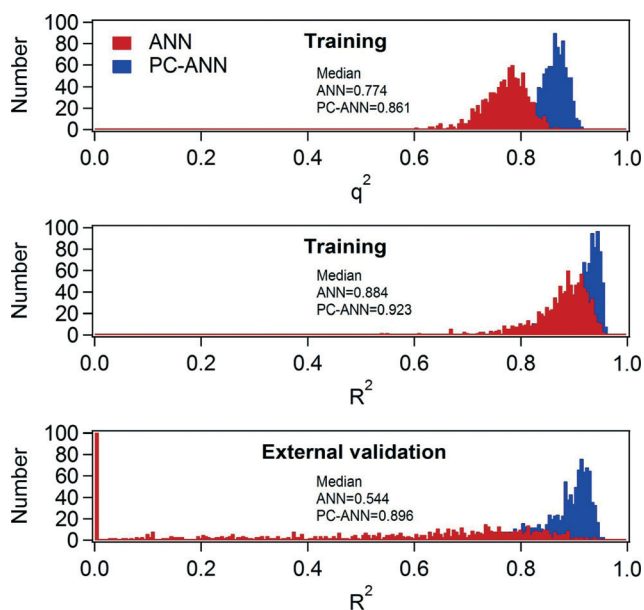 100
80
60
40
20
0
Number
ANN
PC-ANN
Training
Median
ANN=0.774
PC-ANN=0.861
0.0 0.2 0.4 0.6 0.8 1.0
q2
100
80
60
40
20
0
Number
Training
Median
ANN=0.884
PC-ANN=0.923
0.0 0.2 0.4 0.6 0.8 1.0
R2
100
80
60
40
20
0
Number
External validation
Median
ANN=0.544
PC-ANN=0.896
0.0 0.2 0.4 0.6 0.8 1.0
R2